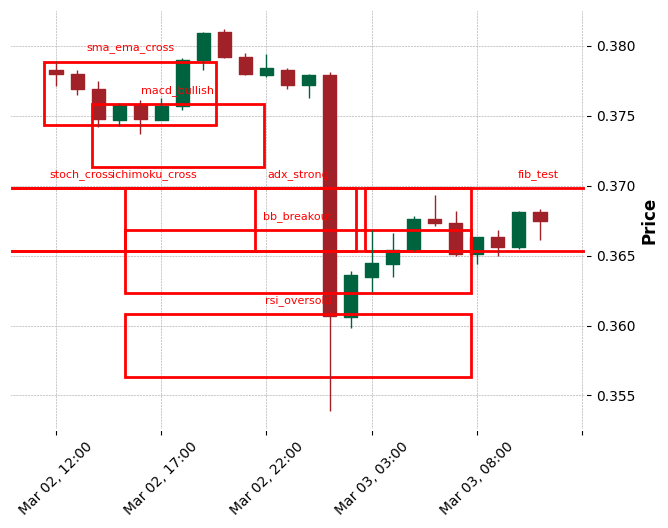 sma_ema_cross
macd_bullish
stoch_cross
ichimoku_cross
adx_strong
fib_test
bb_breakout
rsi_oversold
0.380
0.375
0.370
0.365
0.360
0.355
Price
Mar 02, 12:00
Mar 02, 17:00
Mar 02, 22:00
Mar 03, 03:00
Mar 03, 08:00